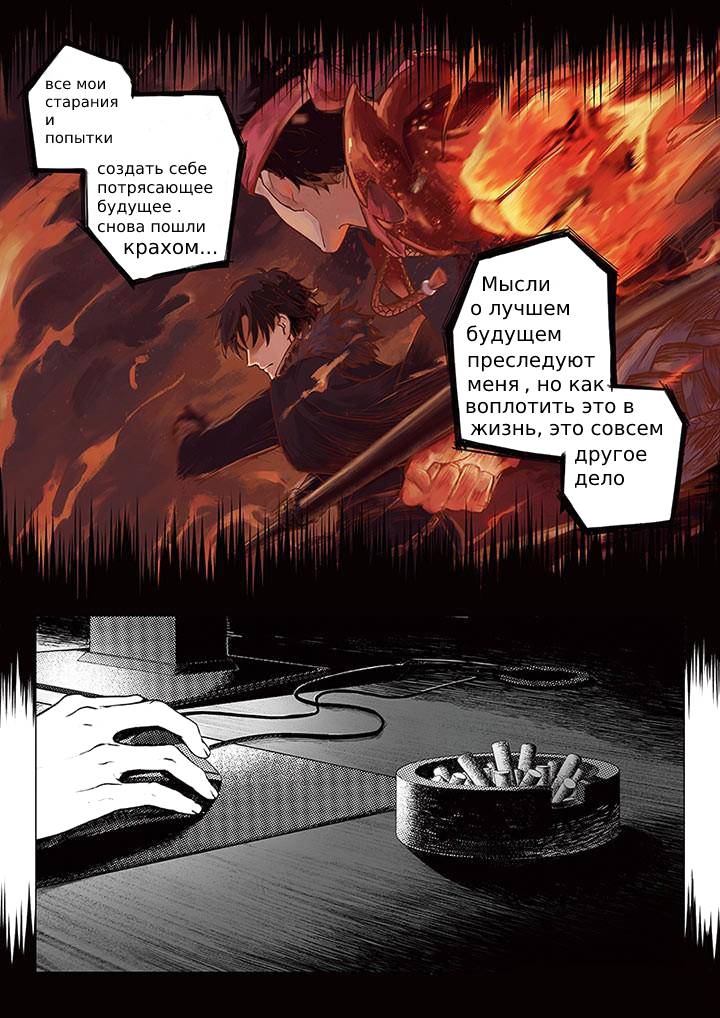 все мои
старания
и
попытки
создать себе
потрясающее
будущее .
снова пошли
крахом...
Мысли
о лучшем
будущем
преследуют
меня , но как
воплотить это в
жизнь, это совсем
другое
дело